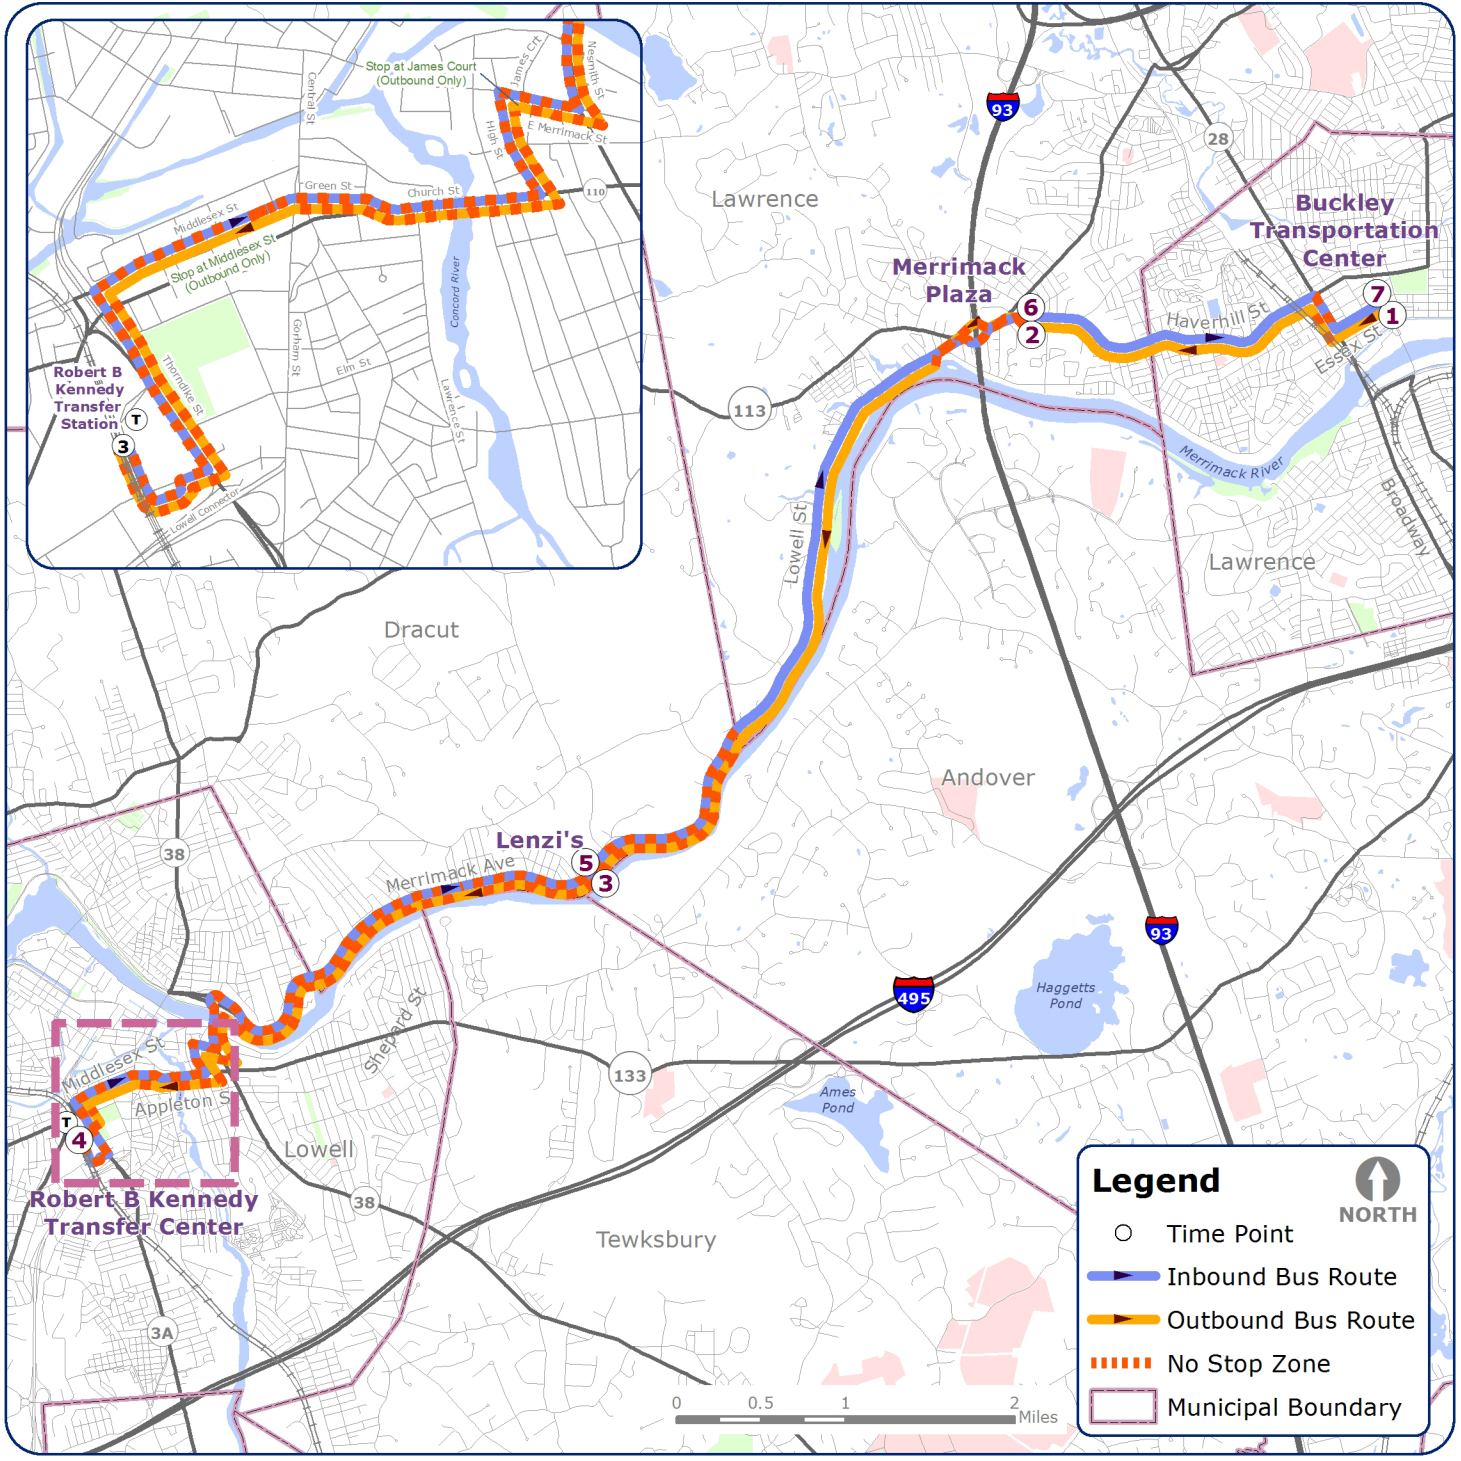 Stop at James Court
(Outbound Only)
James Crt
Nesmith St
Central St
High St
E Merrimack St
Green St
Church St
110
Middlesex St
Stop at Middlesex St
(Outbound Only)
Concord River
Gorham St
Elm St
Thorndike St
Lawrence St
Robert B
Kennedy
Transfer
Station
T
3
Lowell Connector
93
28
Lawrence
Buckley
Transportation
Center
Merrimack
Plaza
6
2
7
1
Haverhill St
Essex St
113
Merrimack River
Broadway
Lowell St
Lawrence
Dracut
Andover
Lenzi's
5
3
38
Merrimack Ave
93
495
Haggetts
Pond
Shepard St
Middlesex St
133
Ames
Pond
Appleton S
T
4
Lowell
Robert B Kennedy
Transfer Center
38
Tewksbury
3A
0
0.5
1
2
Miles
Legend
NORTH
Time Point
Inbound Bus Route
Outbound Bus Route
No Stop Zone
Municipal Boundary